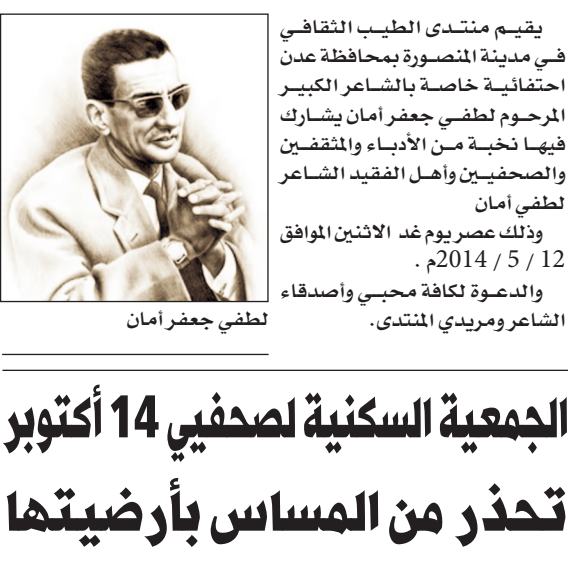 يقيم منتدى الطيب الثقافي
في مدينة المنصورة بمحافظة عدن
احتفائية خاصة بالشاعر الكبير
المرحوم لطفي جعفر أمان يشارك
فيها نخبة من الأدباء والمثقفين
والصحفيين وأهل الفقيد الشاعر
لطفي أمان
وذلك عصر يوم غد الاثنين الموافق
12 / 5 / 2014م .
والدعوة لكافة محبي وأصدقاء
الشاعر ومريدي المنتدى.
لطفي جعفر أمان
الجمعية السكنية لصحفيي 14 أكتوبر
تحذر من المساس بأرضيتها